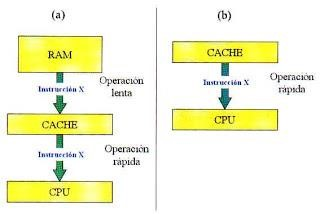 (a)
RAM
Instrucción X
Operación
lenta
CACHE
Instrucción X
Operación
rápida
CPU
(b)
CACHE
Instrucción X
Operación
rápida
CPU